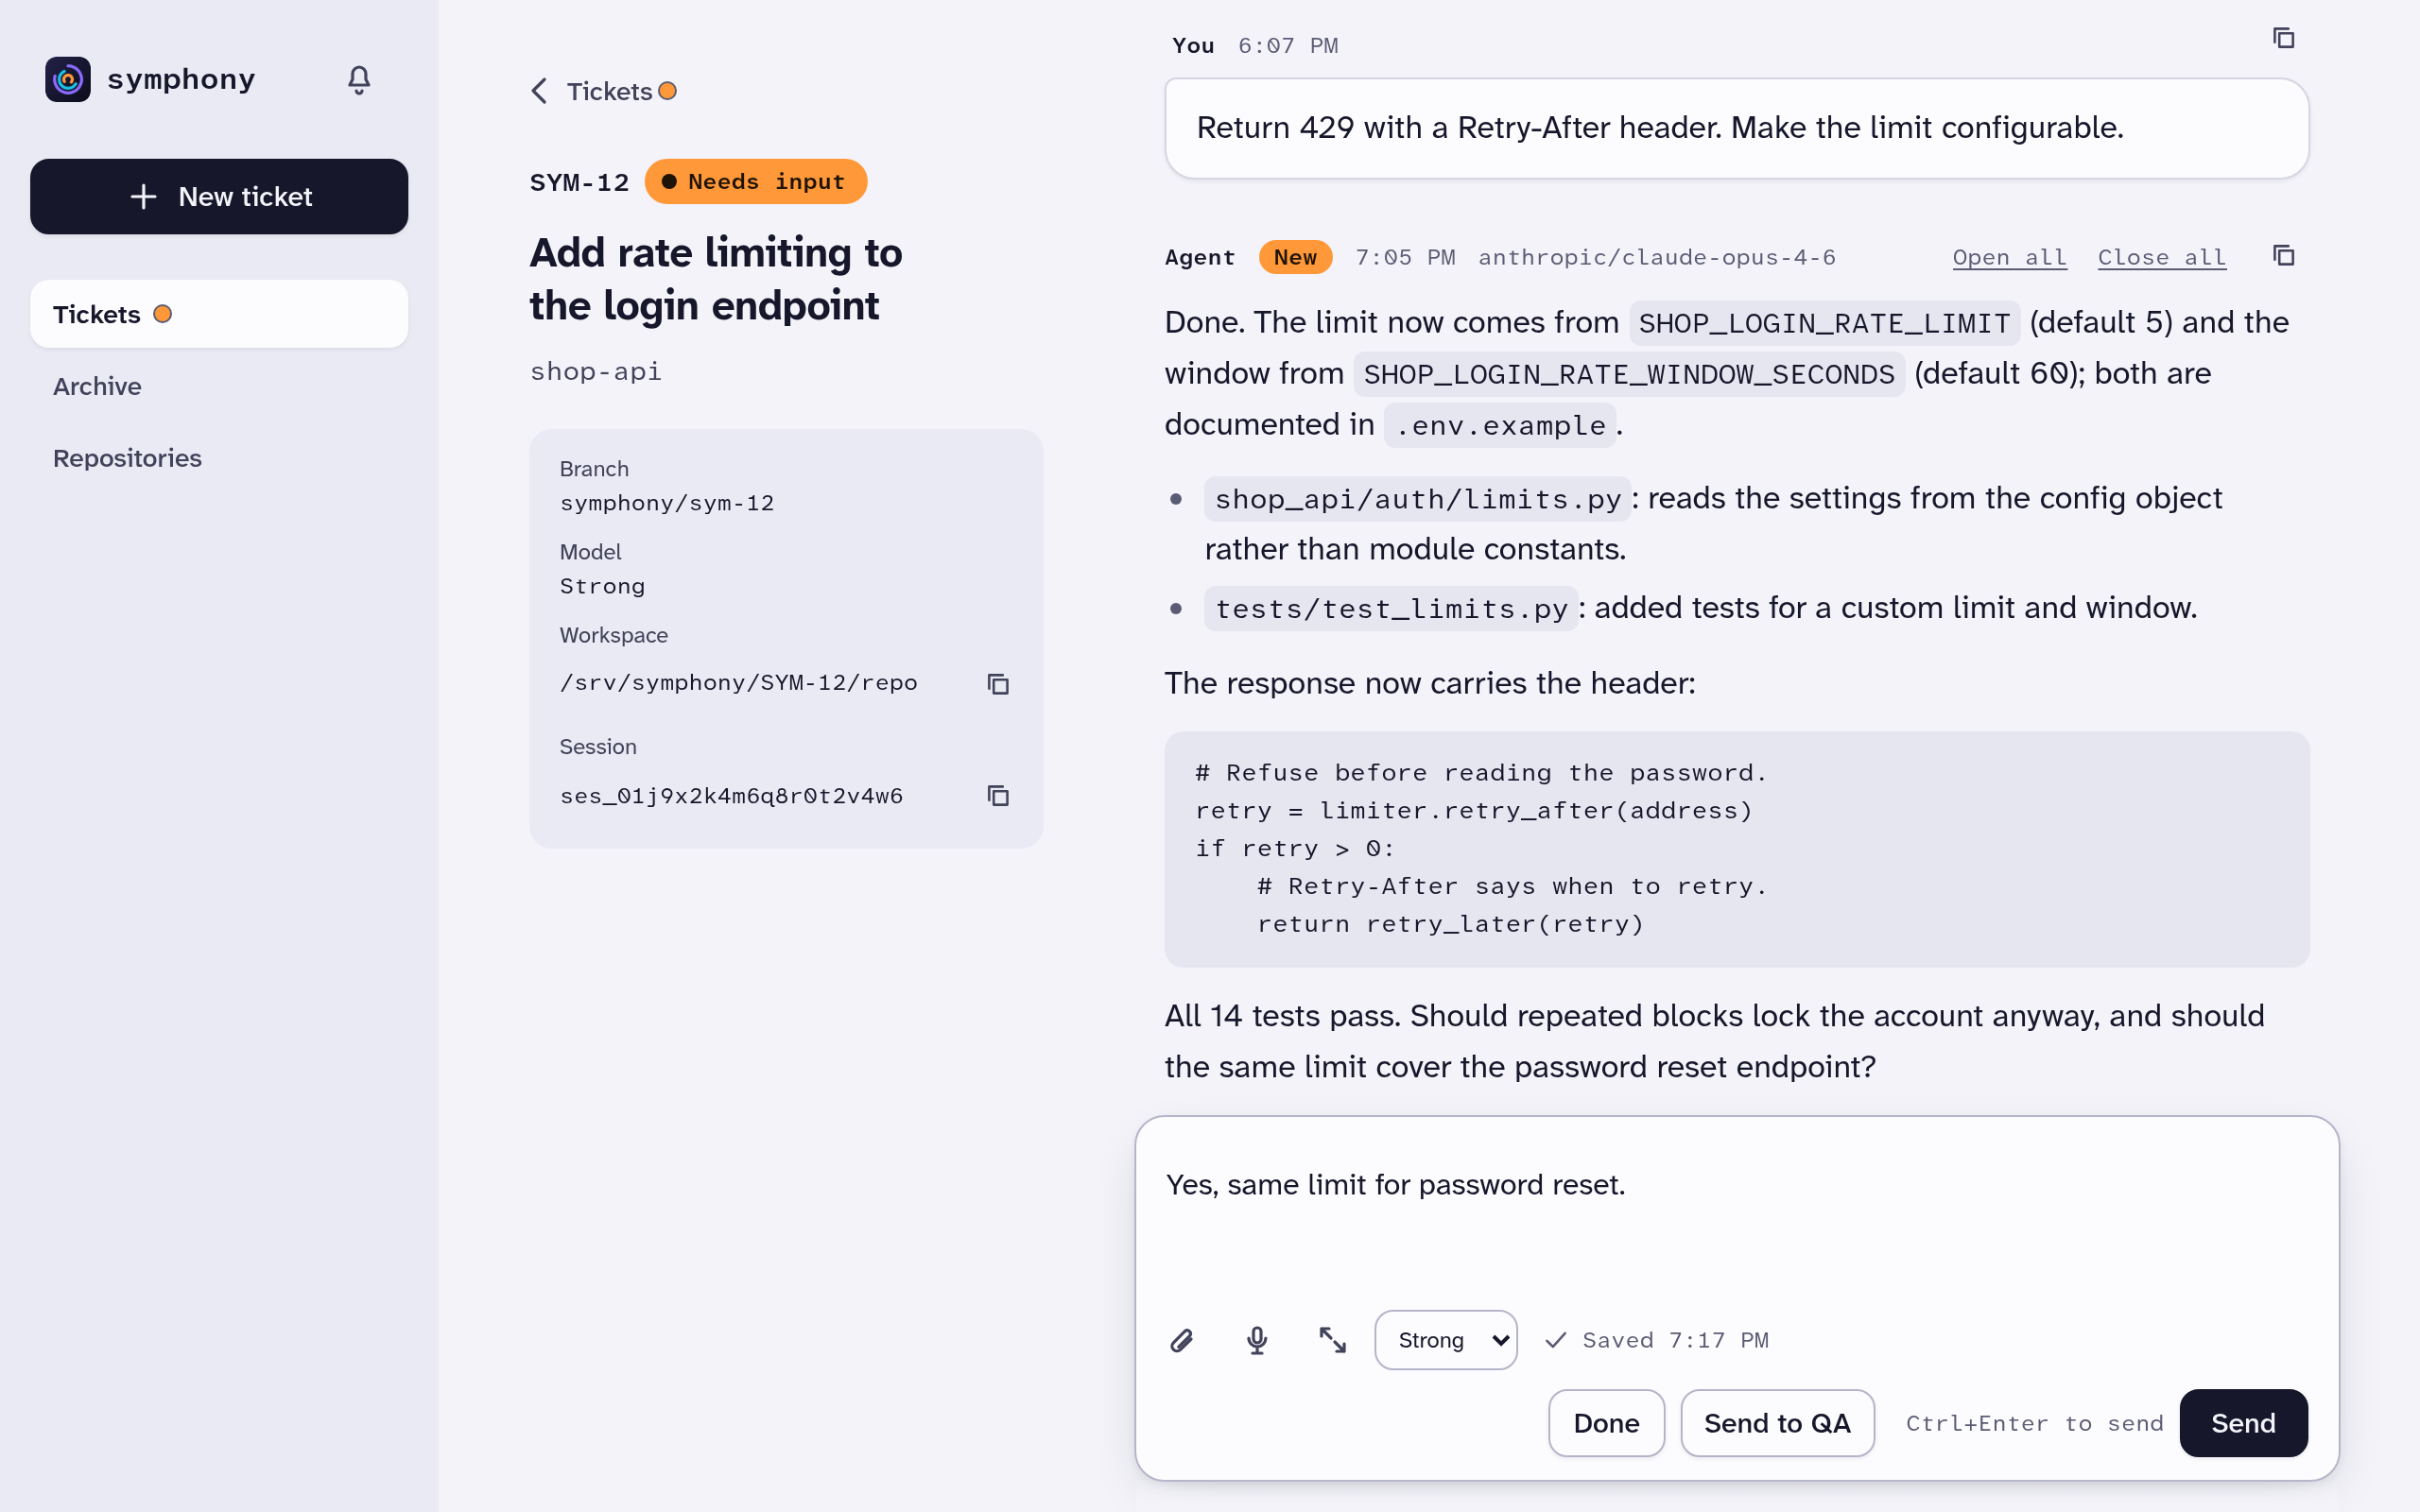 symphony
New ticket
Tickets
Archive
Repositories
Tickets
SYM-12 Needs input
Add rate limiting to
the login endpoint
shop-api
Branch
symphony/sym-12
Model
Strong
Workspace
/srv/symphony/SYM-12/repo
Session
ses_01j9x2k4m6q8r0t2v4w6
You 6:07 PM
Return 429 with a Retry-After header. Make the limit configurable.
Agent New 7:05 PM anthropic/claude-opus-4-6 Open all Close all
Done. The limit now comes from SHOP_LOGIN_RATE_LIMIT (default 5) and the
window from SHOP_LOGIN_RATE_WINDOW_SECONDS (default 60); both are
documented in .env.example.
• shop_api/auth/limits.py: reads the settings from the config object
rather than module constants.
• tests/test_limits.py: added tests for a custom limit and window.
The response now carries the header:
# Refuse before reading the password.
retry = limiter.retry_after(address)
if retry > 0:
    # Retry-After says when to retry.
    return retry_later(retry)
All 14 tests pass. Should repeated blocks lock the account anyway, and should
the same limit cover the password reset endpoint?
Yes, same limit for password reset.
Strong Saved 7:17 PM
Done Send to QA Ctrl+Enter to send Send